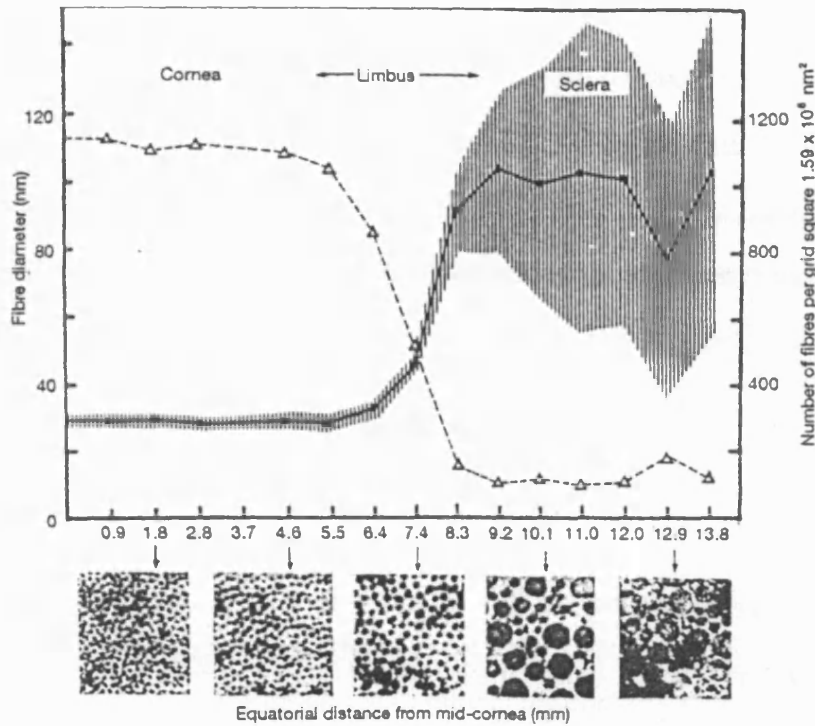 Cornea
Limbus
Sclera
Fibre diameter (nm)
120
80
40
0
Number of fibres per grid square 1.59 x 10⁶ nm²
1200
800
400
0.9 1.8 2.8 3.7 4.6 5.5 6.4 7.4 8.3 9.2 10.1 11.0 12.0 12.9 13.8
Equatorial distance from mid-cornea (mm)